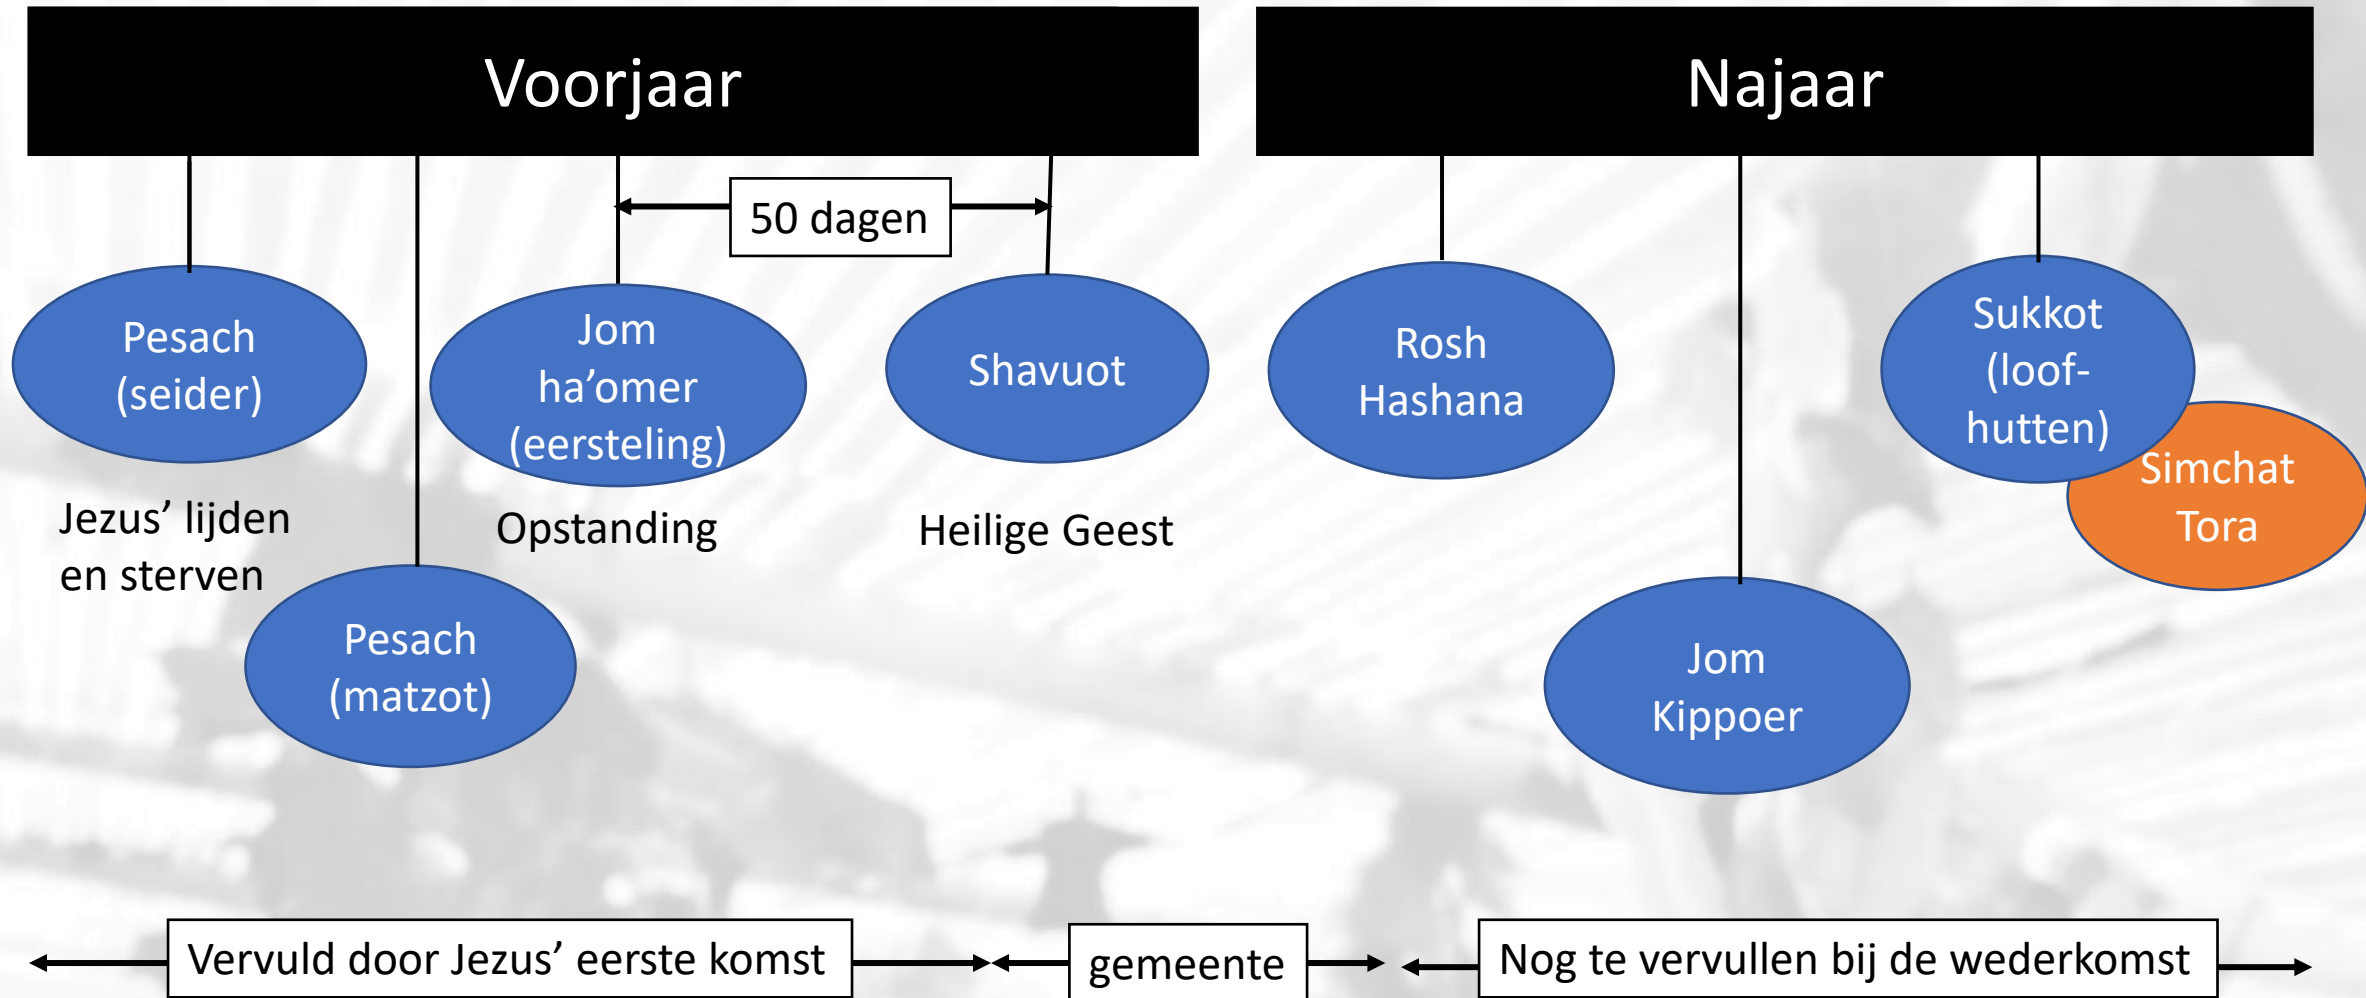 Voorjaar
Najaar
50 dagen
Pesach
(seider)
Jom
ha’omer
(eersteling)
Shavuot
Rosh
Hashana
Sukkot
(loof-
hutten)
Simchat
Tora
Jezus’ lijden
en sterven
Opstanding
Heilige Geest
Pesach
(matzot)
Jom
Kippoer
Vervuld door Jezus’ eerste komst
gemeente
Nog te vervullen bij de wederkomst